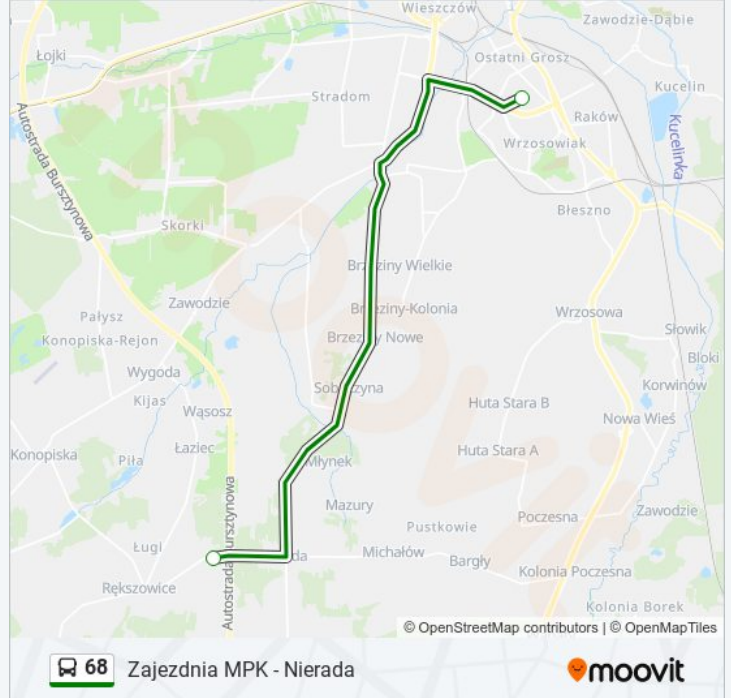 Wieszczów
Zawodzie-Dąbie
Łojki
Ostatni Grosz
Kucelin
Stradom
Raków
Kucelinka
Wrzosowiak
Autostrada Bursztynowa
Błeszno
Skorki
Brzeziny Wielkie
Zawodzie
Brzeziny-Kolonia
Wrzosowa
Pałysz
Słowik
Konopiska-Rejon
Brzeziny Nowe
Bloki
Wygoda
Korwinów
Kijas
Sobuczyna
Huta Stara B
Wąsosz
Nowa Wieś
Łaziec
Huta Stara A
Konopiska
Piła
Młynek
Mazury
Zawodzie
Poczesna
Pustkowie
Autostrada Bursztynowa
Ługi
Michałów
Bargły
Kolonia Poczesna
Rększowice
Kolonia Borek
© OpenStreetMap contributors | © OpenMapTiles
68 Zajezdnia MPK - Nierada
moovit